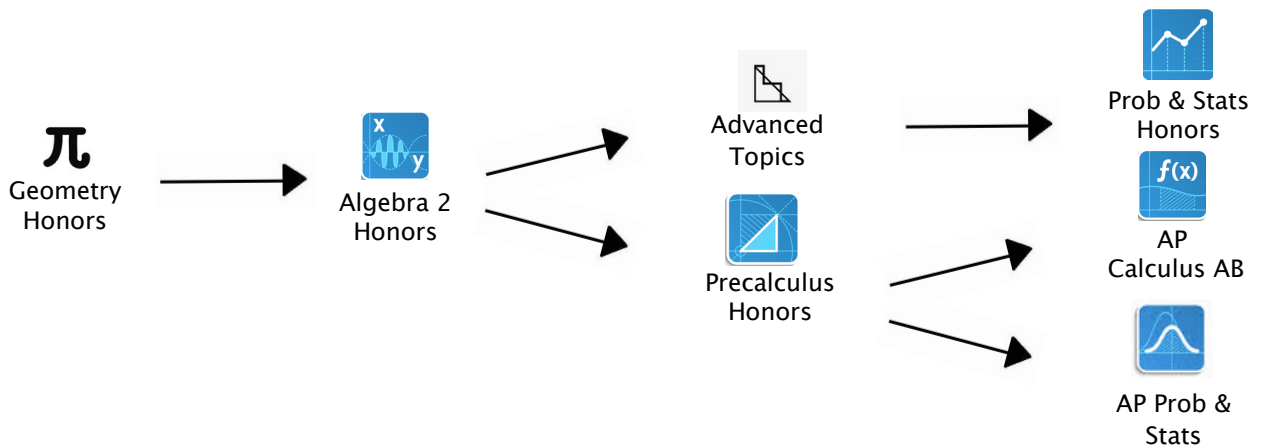 π
Geometry
Honors
x
y
Algebra 2
Honors
Advanced
Topics
Precalculus
Honors
Prob & Stats
Honors
f(x)
AP
Calculus AB
AP Prob &
Stats